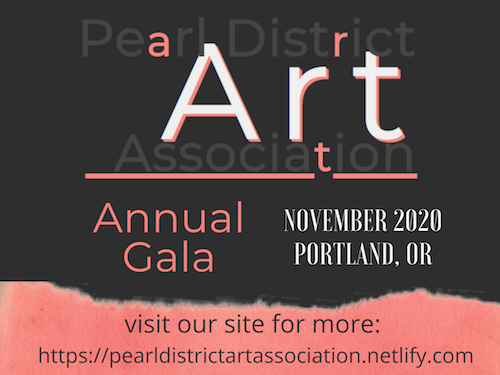 Pearl District
Art
Association
Annual
Gala
NOVEMBER 2020
PORTLAND, OR
visit our site for more:
https://pearldistrictartassociation.netlify.com